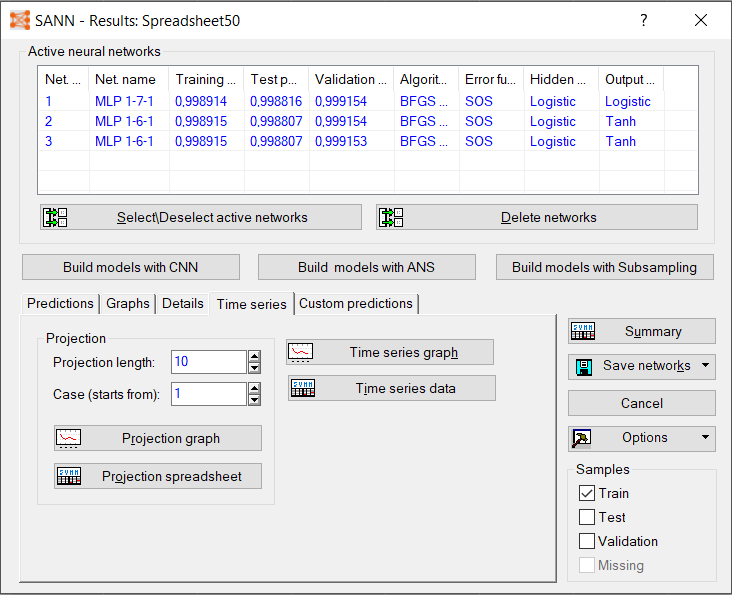 SANN - Results: Spreadsheet50
Active neural networks
Net. ... Net. name Training ... Test p... Validation ... Algorit... Error fu... Hidden ... Output ...
1 MLP 1-7-1 0,998914 0,998816 0,999154 BFGS ... SOS Logistic Logistic
2 MLP 1-6-1 0,998915 0,998807 0,999154 BFGS ... SOS Logistic Tanh
3 MLP 1-6-1 0,998915 0,998807 0,999153 BFGS ... SOS Logistic Tanh
Select\Deselect active networks Delete networks
Build models with CNN Build models with ANS Build models with Subsampling
Predictions Graphs Details Time series Custom predictions
Projection
Projection length: 10
Case (starts from): 1
Projection graph
Projection spreadsheet
Time series graph
Time series data
Summary
Save networks
Cancel
Options
Samples
Train
Test
Validation
Missing